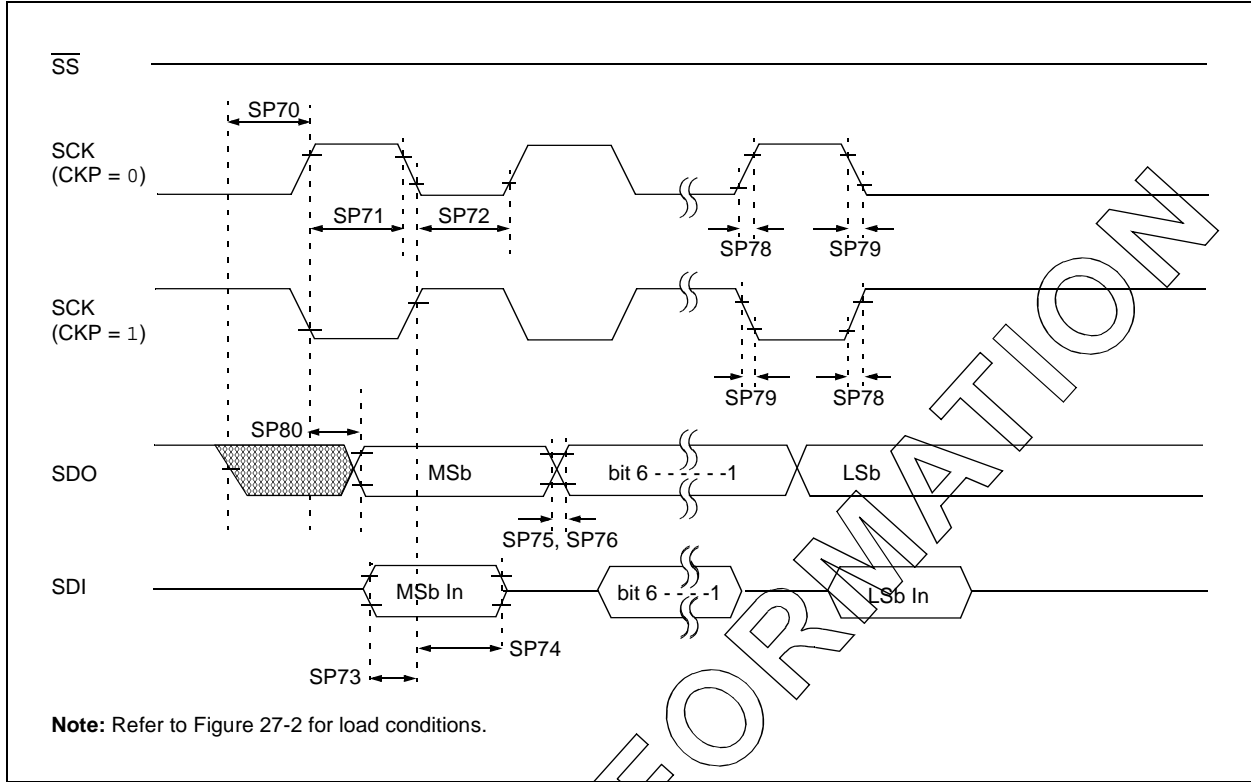 SS
SP70
SCK
(CKP = 0)
SP71
SP72
SP78
SP79
SCK
(CKP = 1)
SP79
SP78
SP80
SDO
MSb
bit 6 - - - - - -1
LSb
SP75, SP76
SDI
MSb In
bit 6 - - - - -1
LSb In
SP74
SP73
Note: Refer to Figure 27-2 for load conditions.
FORMATION